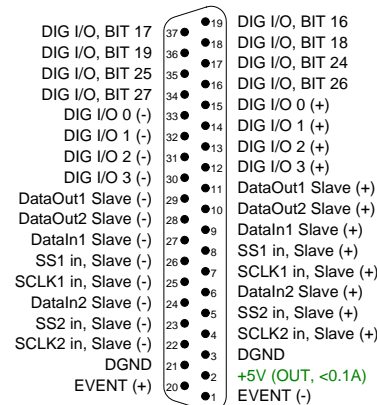 19 DIG I/O, BIT 16
DIG I/O, BIT 17 37
18 DIG I/O, BIT 18
DIG I/O, BIT 19 36
17 DIG I/O, BIT 24
DIG I/O, BIT 25 35
16 DIG I/O, BIT 26
DIG I/O, BIT 27 34
15 DIG I/O 0 (+)
DIG I/O 0 (-) 33
14 DIG I/O 1 (+)
DIG I/O 1 (-) 32
13 DIG I/O 2 (+)
DIG I/O 2 (-) 31
12 DIG I/O 3 (+)
DIG I/O 3 (-) 30
11 DataOut1 Slave (+)
DataOut1 Slave (-) 29
10 DataOut2 Slave (+)
DataOut2 Slave (-) 28
9 DataIn1 Slave (+)
DataIn1 Slave (-) 27
8 SS1 in, Slave (+)
SS1 in, Slave (-) 26
7 SCLK1 in, Slave (+)
SCLK1 in, Slave (-) 25
6 DataIn2 Slave (+)
DataIn2 Slave (-) 24
5 SS2 in, Slave (+)
SS2 in, Slave (-) 23
4 SCLK2 in, Slave (+)
SCLK2 in, Slave (-) 22
3 DGND
DGND 21
2 +5V (OUT, <0.1A)
EVENT (+) 20
1 EVENT (-)